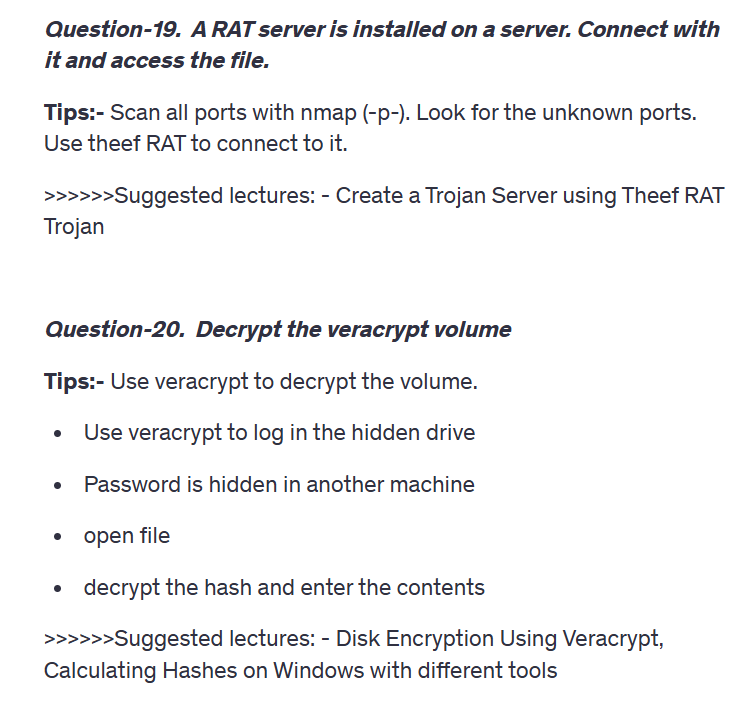 Question-19. A RAT server is installed on a server. Connect with
it and access the file.
Tips:- Scan all ports with nmap (-p-). Look for the unknown ports.
Use theef RAT to connect to it.
>>>>>>Suggested lectures: - Create a Trojan Server using Theef RAT
Trojan
Question-20. Decrypt the veracrypt volume
Tips:- Use veracrypt to decrypt the volume.
• Use veracrypt to log in the hidden drive
• Password is hidden in another machine
• open file
• decrypt the hash and enter the contents
>>>>>>Suggested lectures: - Disk Encryption Using Veracrypt,
Calculating Hashes on Windows with different tools